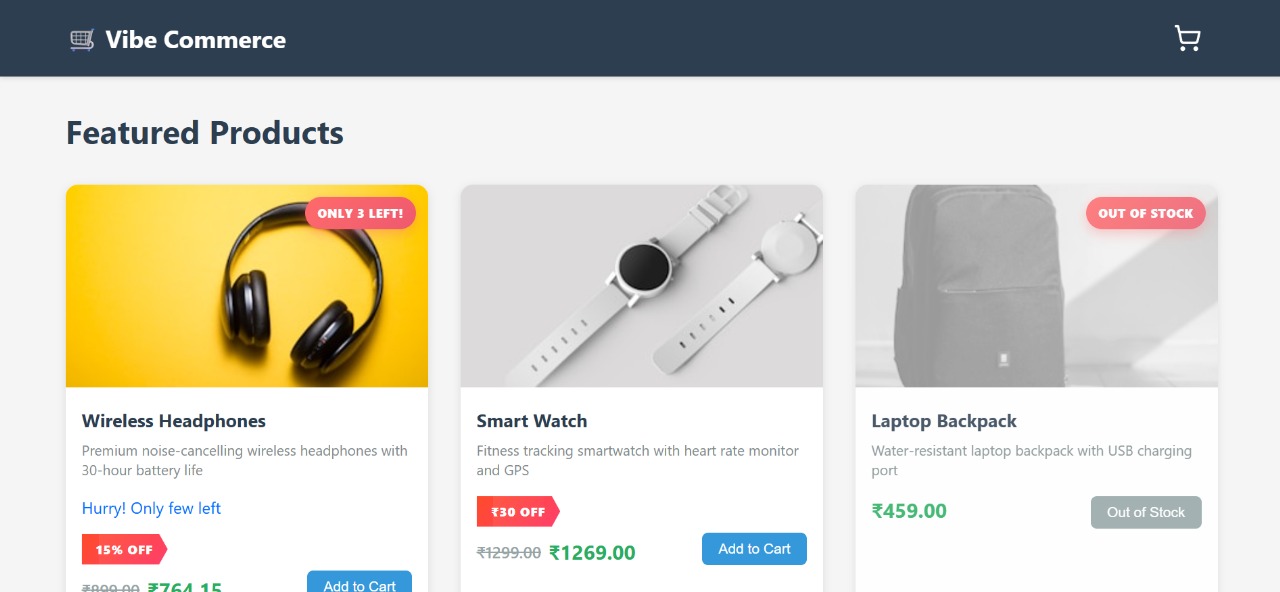 Vibe Commerce
Featured Products
ONLY 3 LEFT!
Wireless Headphones
Premium noise-cancelling wireless headphones with
30-hour battery life
Hurry! Only few left
15% OFF
₹899.00 ₹764.15
Add to Cart
Smart Watch
Fitness tracking smartwatch with heart rate monitor
and GPS
₹30 OFF
₹1299.00 ₹1269.00
Add to Cart
OUT OF STOCK
Laptop Backpack
Water-resistant laptop backpack with USB charging
port
₹459.00
Out of Stock